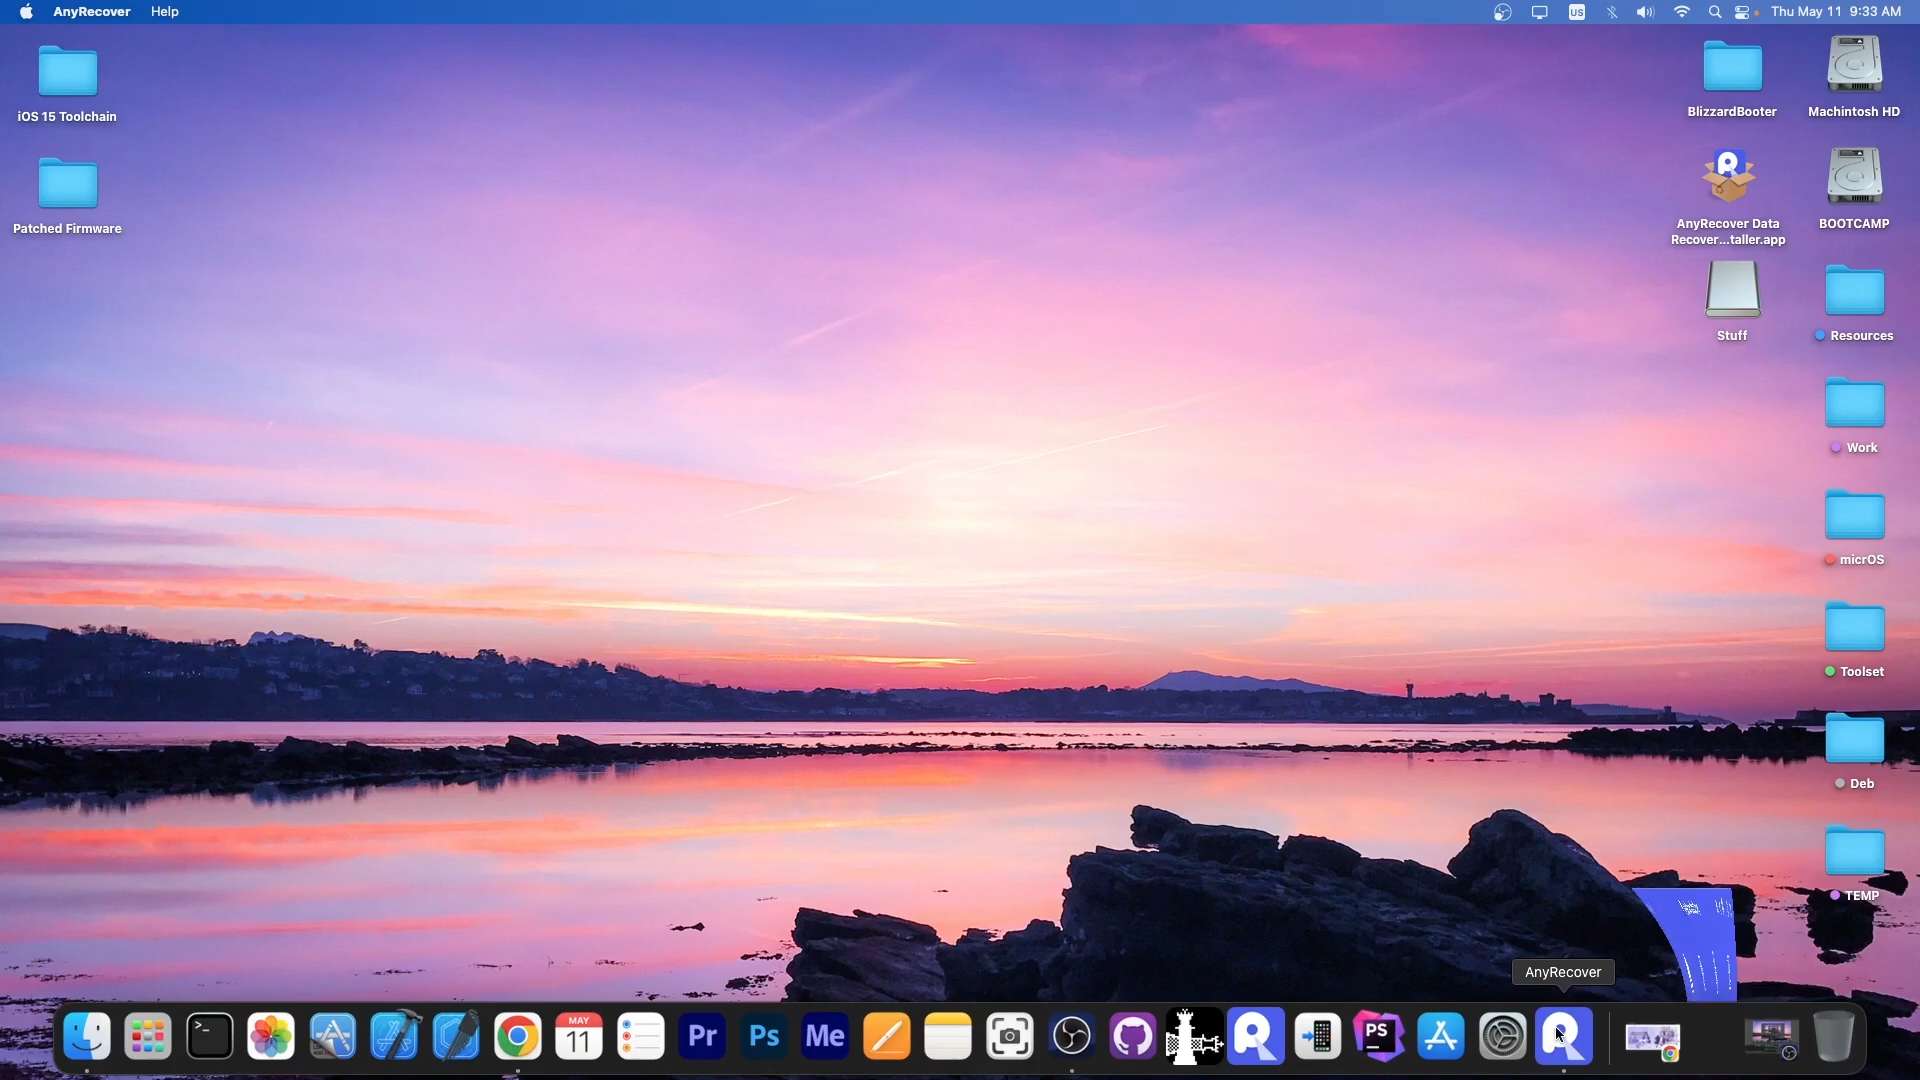 AnyRecover Help
US
Thu May 11 9:33 AM
iOS 15 Toolchain
Patched Firmware
BlizzardBooter
Machintosh HD
AnyRecover Data
Recover...taller.app
BOOTCAMP
Stuff
Resources
Work
micrOS
Toolset
Deb
TEMP
AnyRecover
>_
MAY
11
Pr
Ps
Me
PS